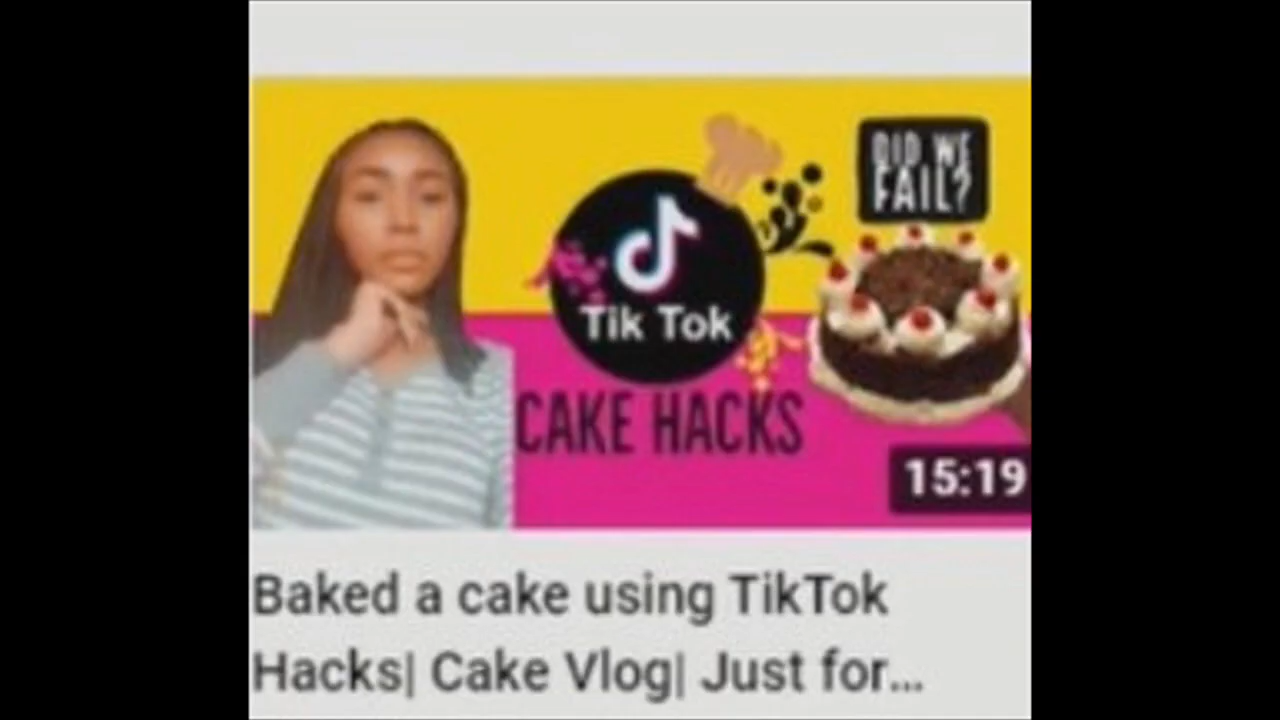 DID WE
FAIL?
Tik Tok
CAKE HACKS
15:19
Baked a cake using TikTok
Hacks| Cake Vlog| Just for...